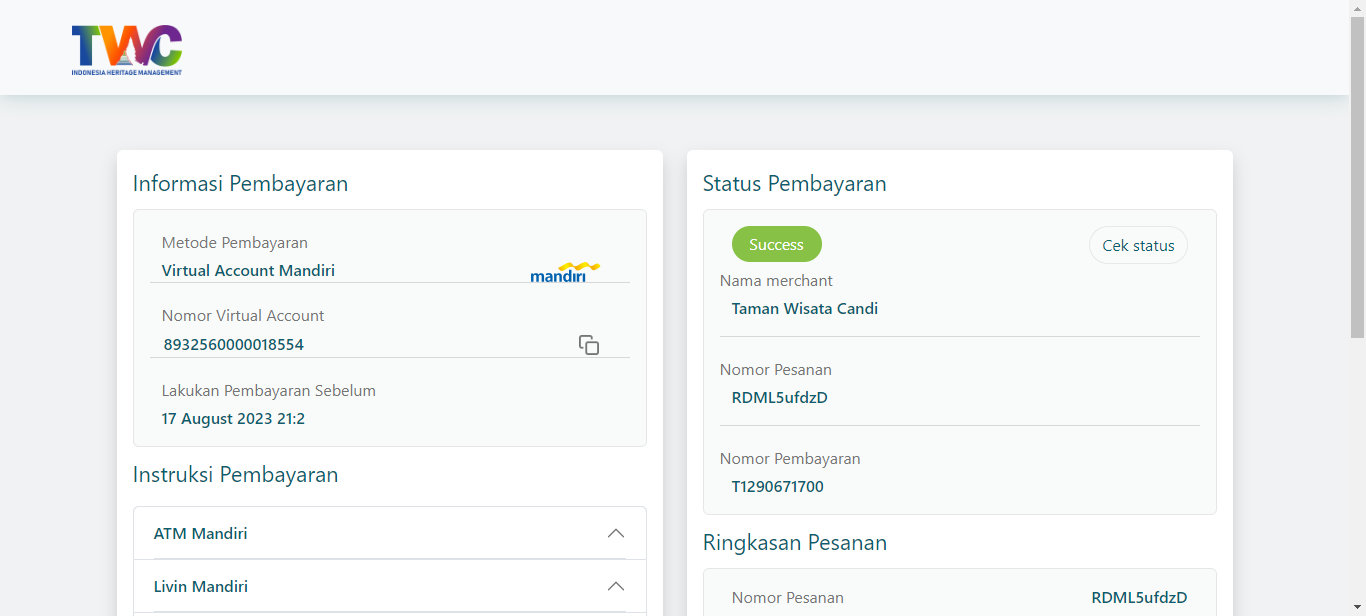 TWC
INDONESIA HERITAGE MANAGEMENT
Informasi Pembayaran
Metode Pembayaran
Virtual Account Mandiri
mandiri
Nomor Virtual Account
8932560000018554
Lakukan Pembayaran Sebelum
17 August 2023 21:2
Instruksi Pembayaran
ATM Mandiri
Livin Mandiri
Status Pembayaran
Success
Cek status
Nama merchant
Taman Wisata Candi
Nomor Pesanan
RDML5ufdzD
Nomor Pembayaran
T1290671700
Ringkasan Pesanan
Nomor Pesanan RDML5ufdzD